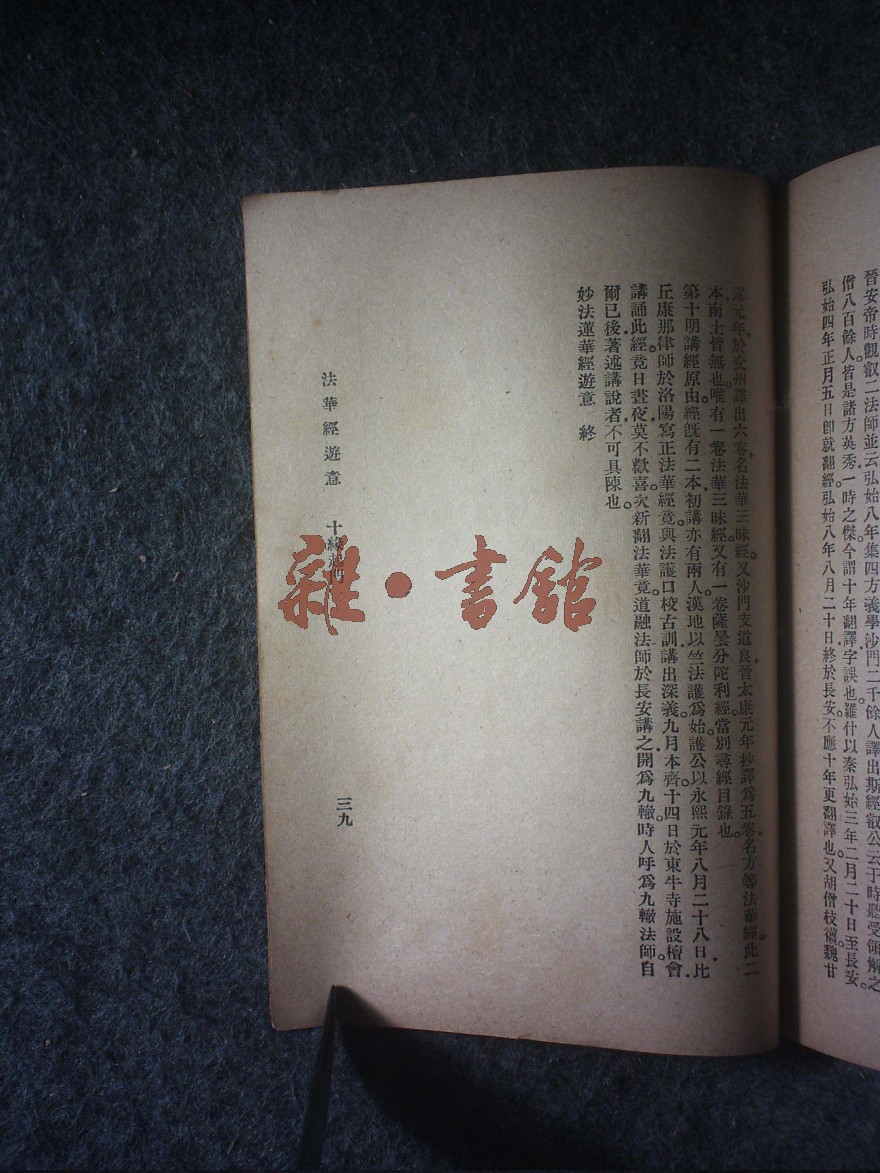 晉安帝時觀叡二法師並云弘始八年集四方義學沙門二千餘人譯出斯經叡公云于時聽受領解之
僧八百餘人皆是諸方英秀一時之傑今謂十年翻譯字誤也羅什以秦弘始三年二月二十日至長安。
弘始四年正月五日卽就翻經。弘始八年八月二十日終於長安不應十年更翻譯也又胡僧枝彊魏甘
露元年於交州譯出六卷名法華三昧經。又沙門支道良晉太康元年抄譯爲五卷名方等法華經。此二
本南土皆無也。唯有一卷法華三昧經又有一卷薩曇分陀利經。當別尋經目錄也。
第十明講經原由經旣有二本初講亦有兩人漢地以竺法護爲始。護公以永熙元年八月二十八日比
丘康那律師於洛陽寫正法華經竟。與法護口校古訓講出深義。九月本齊十四日於東牛寺施設檀會。
講誦此經竟日晝夜莫不歡喜。次新翻法華竟道融法師於長安講之開爲九轍。時人呼爲九轍法師自
爾已後著述講說者不可具陳也。
妙法蓮華經遊意 終
法華經遊意 十緣起門
三九
雜·書館